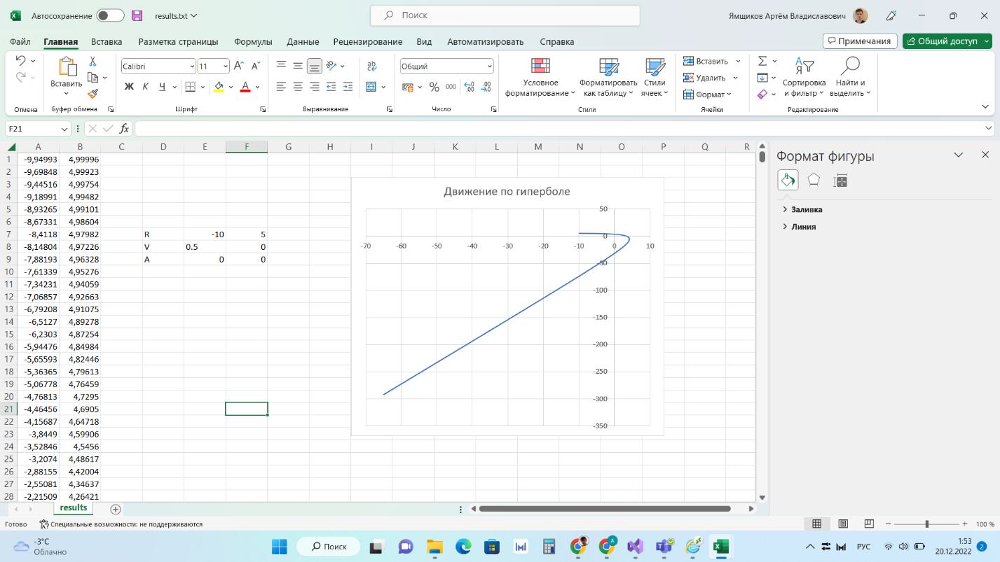 Автосохранение results.txt Поиск Ямщиков Артём Владиславович
Файл Главная Вставка Разметка страницы Формулы Данные Рецензирование Вид Автоматизировать Справка Примечания Общий доступ
Вставить
Calibri 11
Ж К Ч
Общий
% 000
Условное форматирование
Форматировать как таблицу
Стили ячеек
Вставить
Удалить
Формат
Сортировка и фильтр
Найти и выделить
Отмена Буфер обмена Шрифт Выравнивание Число Стили Ячейки Редактирование
F21 fx
A B C D E F G H I J K L M N O P Q R
1 -9,94993 4,99996
2 -9,69848 4,99923
3 -9,44516 4,99754
4 -9,18991 4,99482
5 -8,93265 4,99101
6 -8,67331 4,98604
7 -8,4118 4,97982 R -10 5
8 -8,14804 4,97226 V 0.5 0
9 -7,88193 4,96328 A 0 0
10 -7,61339 4,95276
11 -7,34231 4,94059
12 -7,06857 4,92663
13 -6,79208 4,91075
14 -6,5127 4,89278
15 -6,2303 4,87254
16 -5,94476 4,84984
17 -5,65593 4,82446
18 -5,36365 4,79613
19 -5,06778 4,76459
20 -4,76813 4,7295
21 -4,46456 4,6905
22 -4,15687 4,64718
23 -3,8449 4,59906
24 -3,52846 4,5456
25 -3,2074 4,48617
26 -2,88155 4,42004
27 -2,55081 4,34637
28 -2,21509 4,26421
Движение по гиперболе
50
0
-70 -60 -50 -40 -30 -20 -10 0 10
-50
-100
-150
-200
-250
-300
-350
Формат фигуры
Заливка
Линия
results
Готово Специальные возможности: не поддерживаются 100 %
-3°C
Облачно
Поиск
РУС
1:53
20.12.2022
2